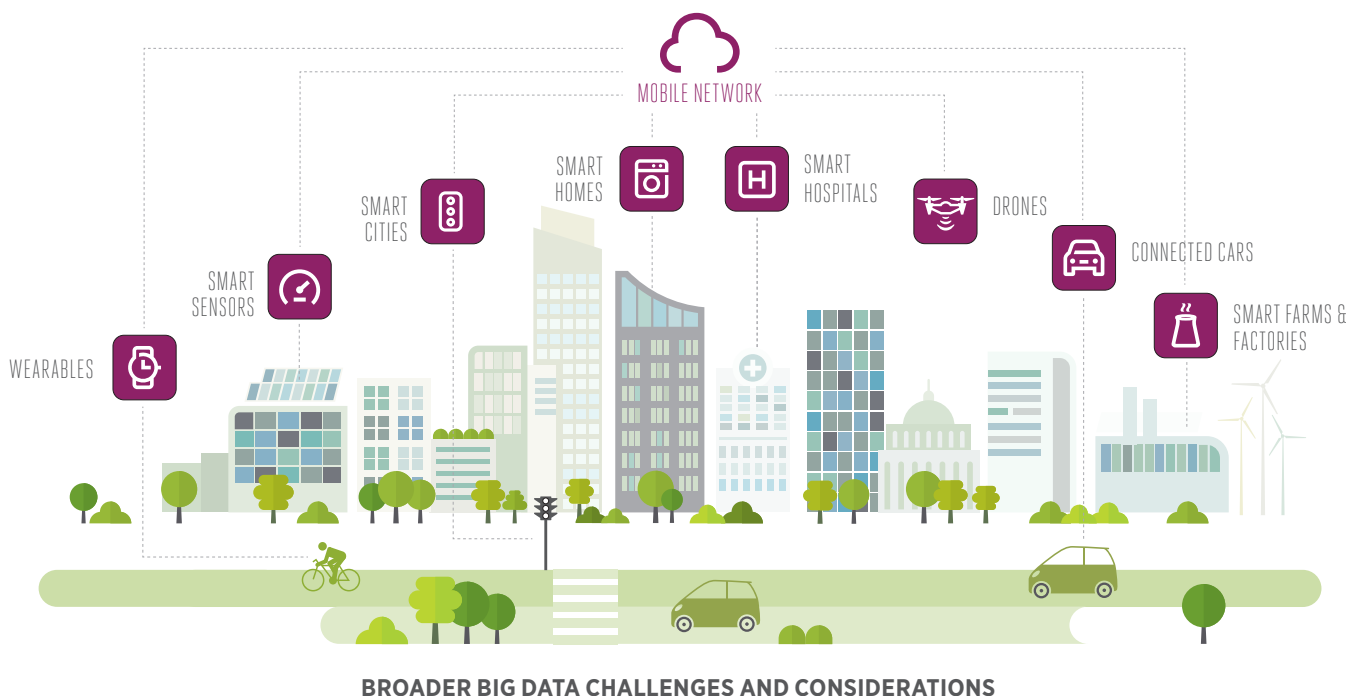 MOBILE NETWORK
SMART
HOMES
SMART
HOSPITALS
SMART
CITIES
DRONES
CONNECTED CARS
SMART
SENSORS
SMART FARMS &
FACTORIES
WEARABLES
H
BROADER BIG DATA CHALLENGES AND CONSIDERATIONS